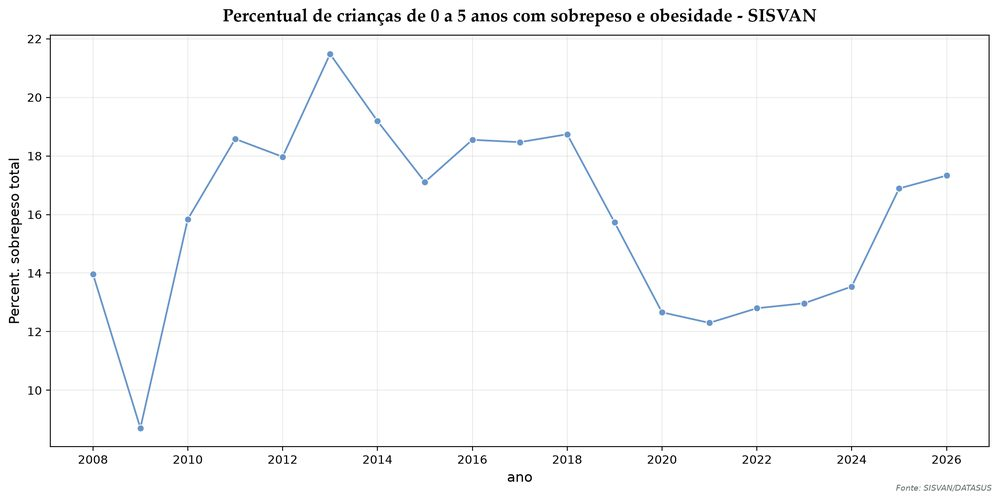 Percentual de crianças de 0 a 5 anos com sobrepeso e obesidade - SISVAN
Percent. sobrepeso total
22
20
18
16
14
12
10
2008 2010 2012 2014 2016 2018 2020 2022 2024 2026
ano
Fonte: SISVAN/DATASUS